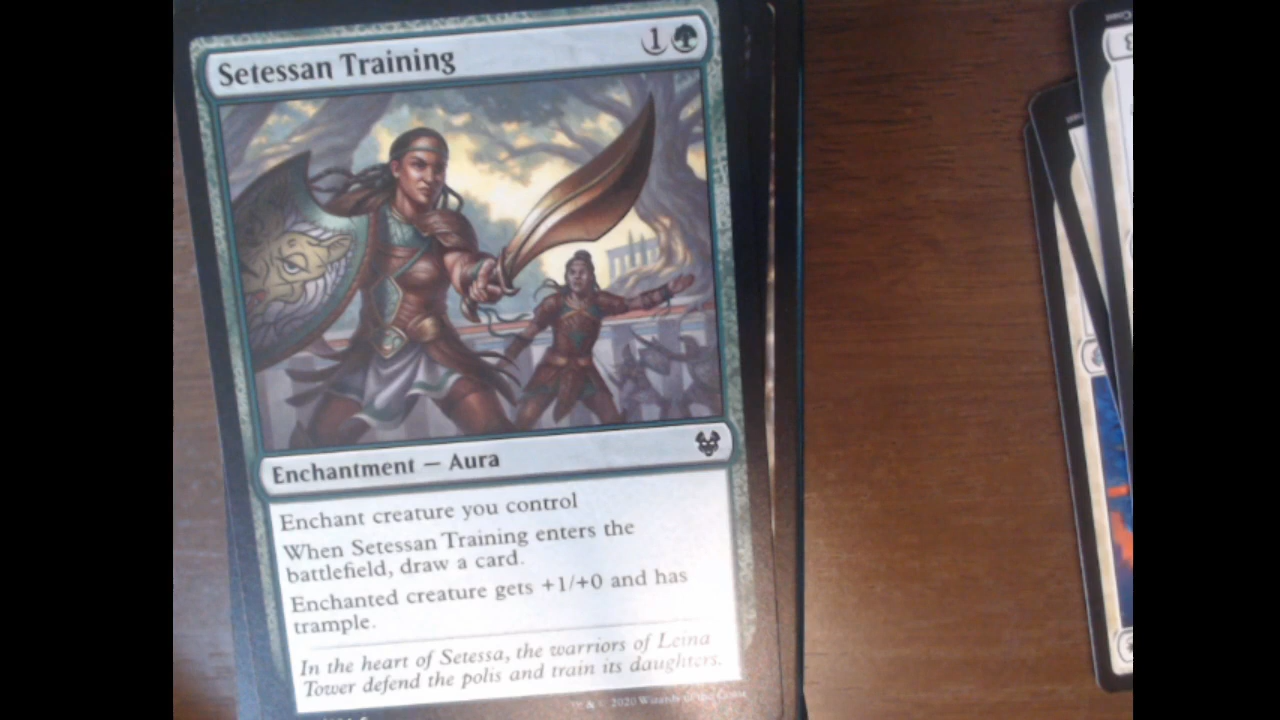 Setessan Training 1
Enchantment — Aura
Enchant creature you control
When Setessan Training enters the
battlefield, draw a card.
Enchanted creature gets +1/+0 and has
trample.
In the heart of Setessa, the warriors of Leina
Tower defend the polis and train its daughters.
™ & © 2020 Wizards of the Coast